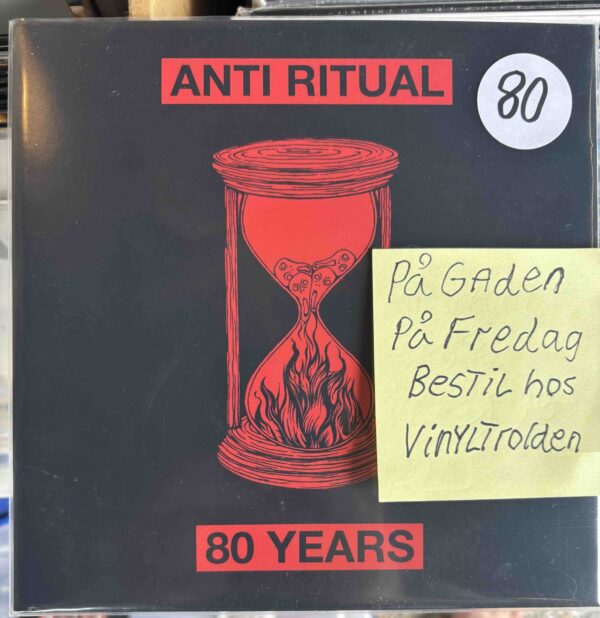 ANTI RITUAL
80
På GAden
På Fredag
BESTiL hos
ViNYLTrolden
80 YEARS